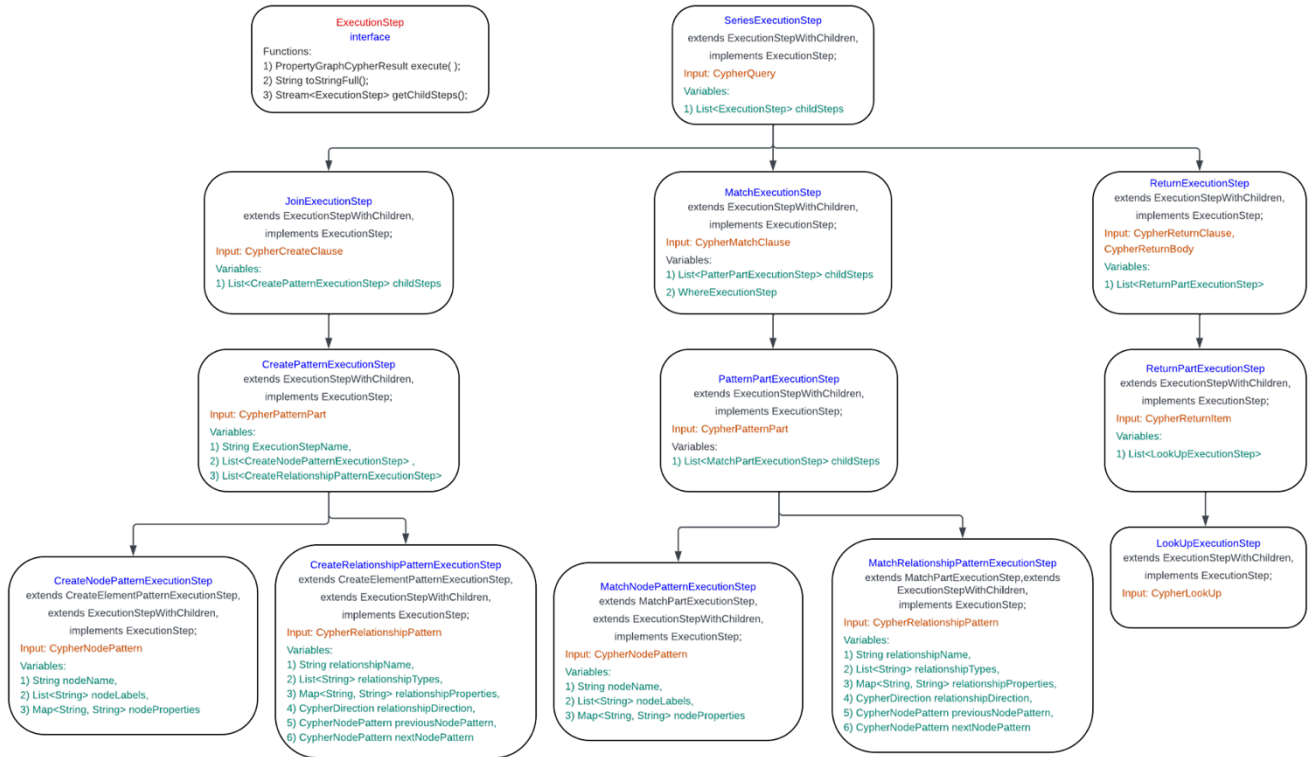 ExecutionStep
interface
Functions:
1) PropertyGraphCypherResult execute( );
2) String toStringFull();
3) Stream<ExecutionStep> getChildSteps();
SeriesExecutionStep
extends ExecutionStepWithChildren,
implements ExecutionStep;
Input: CypherQuery
Variables:
1) List<ExecutionStep> childSteps
JoinExecutionStep
extends ExecutionStepWithChildren,
implements ExecutionStep;
Input: CypherCreateClause
Variables:
1) List<CreatePatternExecutionStep> childSteps
MatchExecutionStep
extends ExecutionStepWithChildren,
implements ExecutionStep;
Input: CypherMatchClause
Variables:
1) List<PatterPartExecutionStep> childSteps
2) WhereExecutionStep
ReturnExecutionStep
extends ExecutionStepWithChildren,
implements ExecutionStep;
Input: CypherReturnClause,
CypherReturnBody
Variables:
1) List<ReturnPartExecutionStep>
CreatePatternExecutionStep
extends ExecutionStepWithChildren,
implements ExecutionStep;
Input: CypherPatternPart
Variables:
1) String ExecutionStepName,
2) List<CreateNodePatternExecutionStep> ,
3) List<CreateRelationshipPatternExecutionStep>
PatternPartExecutionStep
extends ExecutionStepWithChildren,
implements ExecutionStep;
Input: CypherPatternPart
Variables:
1) List<MatchPartExecutionStep> childSteps
ReturnPartExecutionStep
extends ExecutionStepWithChildren,
implements ExecutionStep;
Input: CypherReturnItem
Variables:
1) List<LookUpExecutionStep>
CreateNodePatternExecutionStep
extends CreateElementPatternExecutionStep,
extends ExecutionStepWithChildren,
implements ExecutionStep;
Input: CypherNodePattern
Variables:
1) String nodeName,
2) List<String> nodeLabels,
3) Map<String, String> nodeProperties
CreateRelationshipPatternExecutionStep
extends CreateElementPatternExecutionStep,
extends ExecutionStepWithChildren,
implements ExecutionStep;
Input: CypherRelationshipPattern
Variables:
1) String relationshipName,
2) List<String> relationshipTypes,
3) Map<String, String> relationshipProperties,
4) CypherDirection relationshipDirection,
5) CypherNodePattern previousNodePattern,
6) CypherNodePattern nextNodePattern
MatchNodePatternExecutionStep
extends MatchPartExecutionStep,
extends ExecutionStepWithChildren,
implements ExecutionStep;
Input: CypherNodePattern
Variables:
1) String nodeName,
2) List<String> nodeLabels,
3) Map<String, String> nodeProperties
MatchRelationshipPatternExecutionStep
extends MatchPartExecutionStep,extends
ExecutionStepWithChildren,
implements ExecutionStep;
Input: CypherRelationshipPattern
Variables:
1) String relationshipName,
2) List<String> relationshipTypes,
3) Map<String, String> relationshipProperties,
4) CypherDirection relationshipDirection,
5) CypherNodePattern previousNodePattern,
6) CypherNodePattern nextNodePattern
LookUpExecutionStep
extends ExecutionStepWithChildren,
implements ExecutionStep;
Input: CypherLookUp